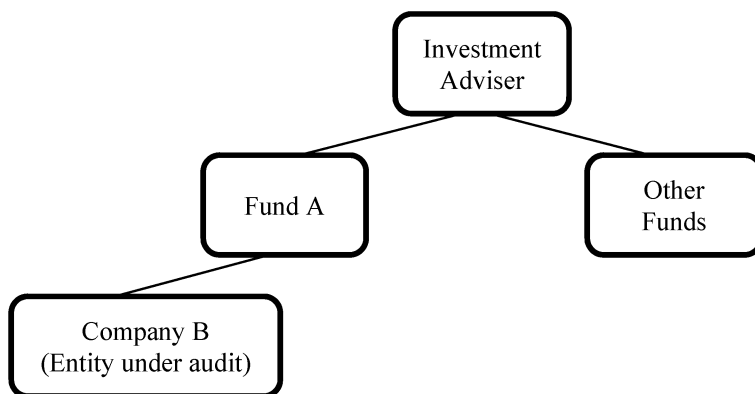 Investment
Adviser
Fund A
Other
Funds
Company B
(Entity under audit)